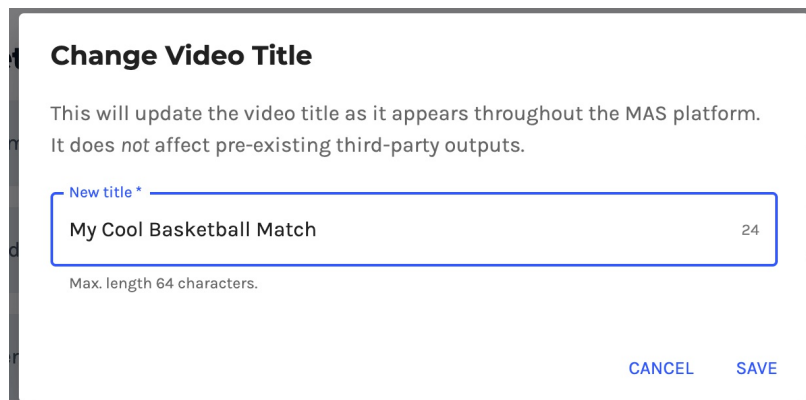 Change Video Title
This will update the video title as it appears throughout the MAS platform.
It does not affect pre-existing third-party outputs.
New title *
My Cool Basketball Match
24
Max. length 64 characters.
CANCEL
SAVE